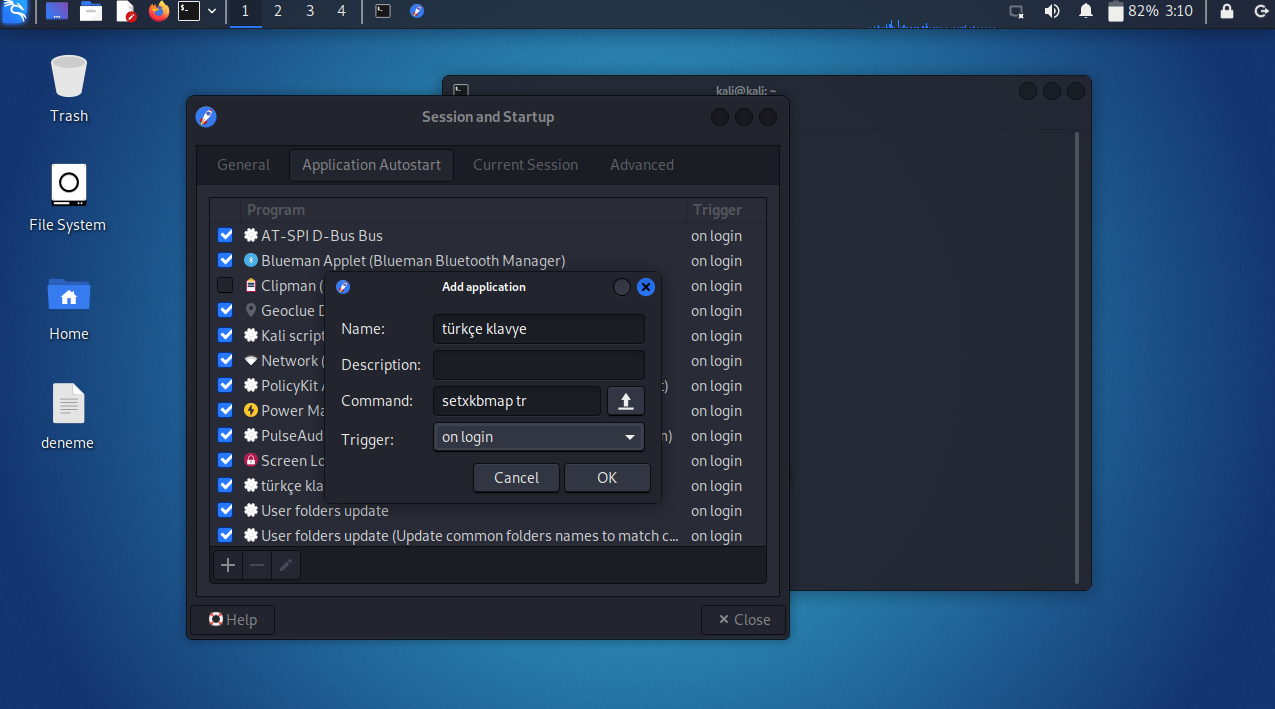 1 2 3 4 82% 3:10
Trash
File System
Home
deneme
kali@kali: ~
Session and Startup
General Application Autostart Current Session Advanced
Program Trigger
AT-SPI D-Bus Bus on login
Blueman Applet (Blueman Bluetooth Manager) on login
Clipman ( on login
Geoclue D on login
Kali script on login
Network ( on login
PolicyKit A t) on login
Power Ma on login
PulseAud n) on login
Screen Lo on login
türkçe kla on login
User folders update on login
User folders update (Update common folders names to match c... on login
Help Close
Add application
Name: türkçe klavye
Description:
Command: setxkbmap tr
Trigger: on login
Cancel OK